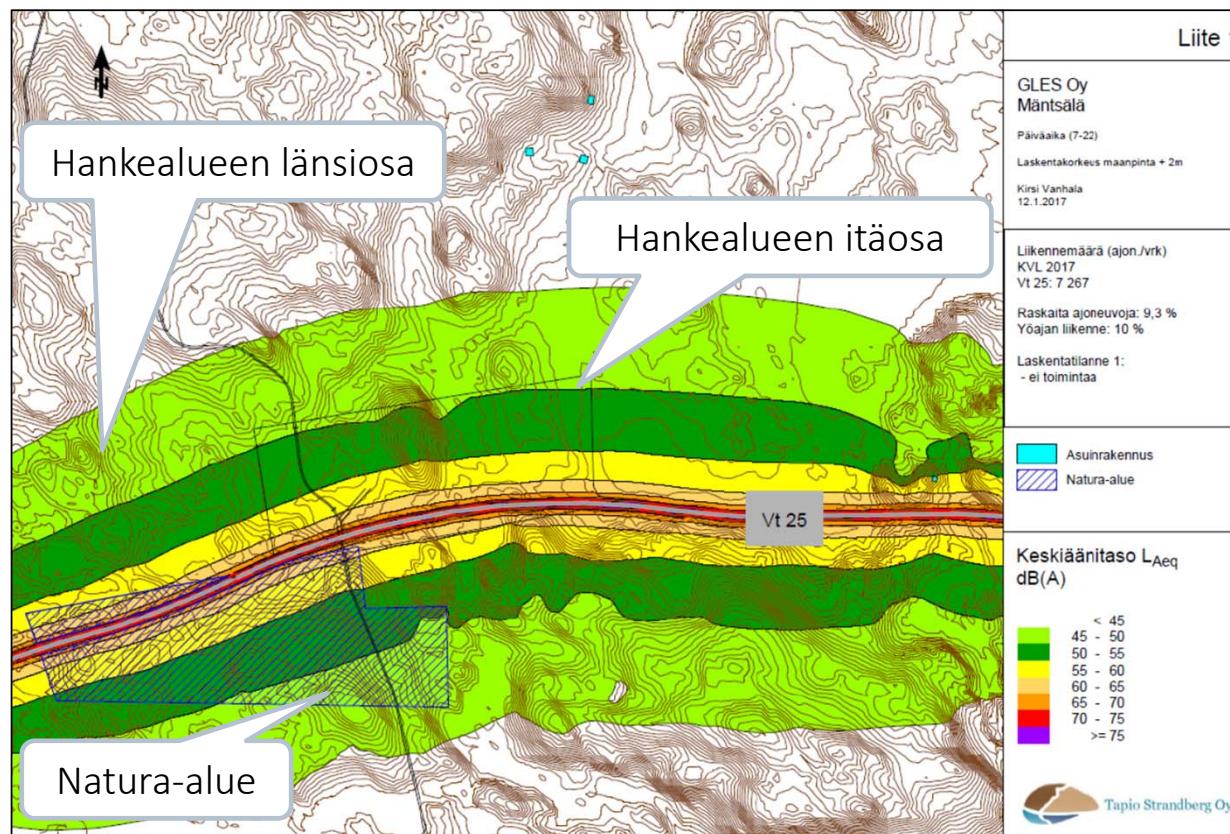 Hankealueen länsiosa
Hankealueen itäosa
Vt 25
Natura-alue
Liite
GLES Oy
Mäntsälä
Päiväaika (7-22)
Laskentakorkeus maanpinta + 2m
Kirsi Vanhala
12.1.2017
Liikennemäärä (ajon./vrk)
KVL 2017
Vt 25: 7 267
Raskaita ajoneuvoja: 9,3 %
Yöajan liikenne: 10 %
Laskentatilanne 1:
- ei toimintaa
Asuinrakennus
Natura-alue
Keskiäänitaso LAeq
dB(A)
< 45
45 - 50
50 - 55
55 - 60
60 - 65
65 - 70
70 - 75
>= 75
Tapio Strandberg Oy